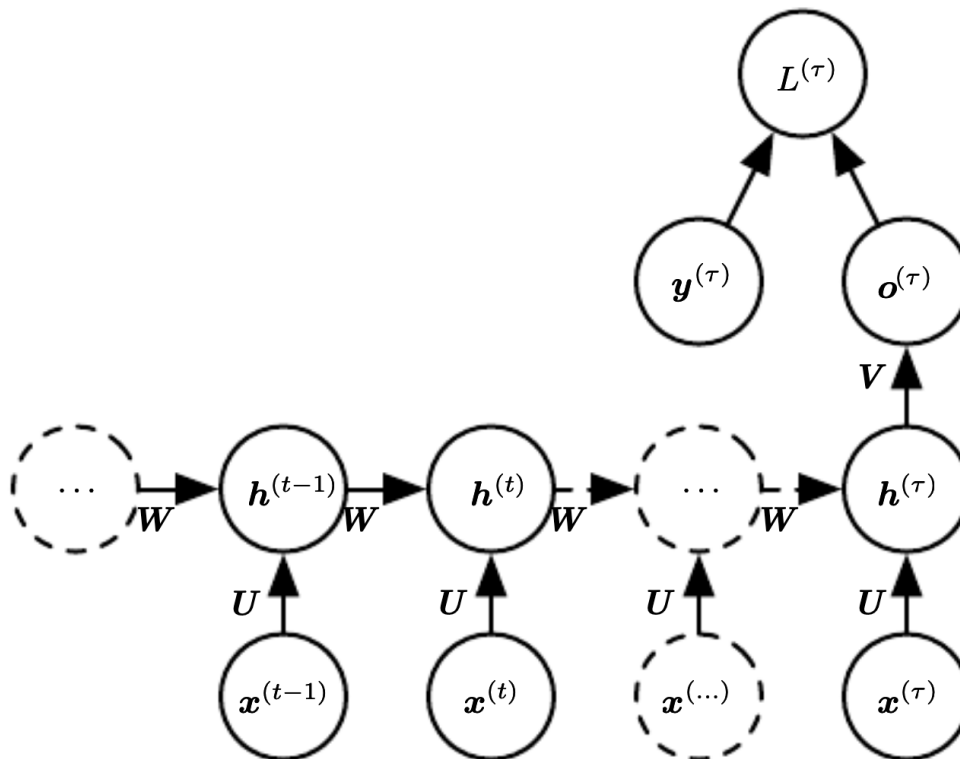 L^(τ)
y^(τ) o^(τ)
V
... h^(t−1) h^(t) ... h^(τ)
W W W W
U U U U
x^(t−1) x^(t) x^(...) x^(τ)